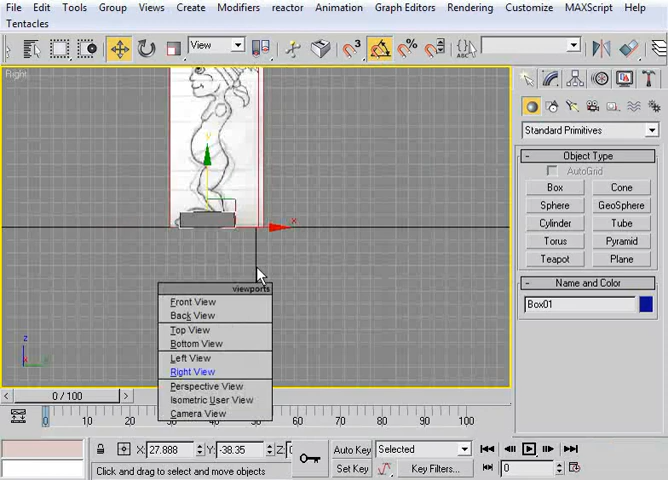 File Edit Tools Group Views Create Modifiers reactor Animation Graph Editors Rendering Customize MAXScript Help
Tentacles
View
3
%
Right
y
x
z
x
viewports
Front View
Back View
Top View
Bottom View
Left View
Right View
Perspective View
Isometric User View
Camera View
Standard Primitives
Object Type
AutoGrid
Box Cone
Sphere GeoSphere
Cylinder Tube
Torus Pyramid
Teapot Plane
Name and Color
Box01
0 / 100
0 10 20 30 40 50 60 70 80 90 100
X: 27.888 Y: -38.35 Z:
Click and drag to select and move objects
Auto Key Selected
Set Key Key Filters...
0